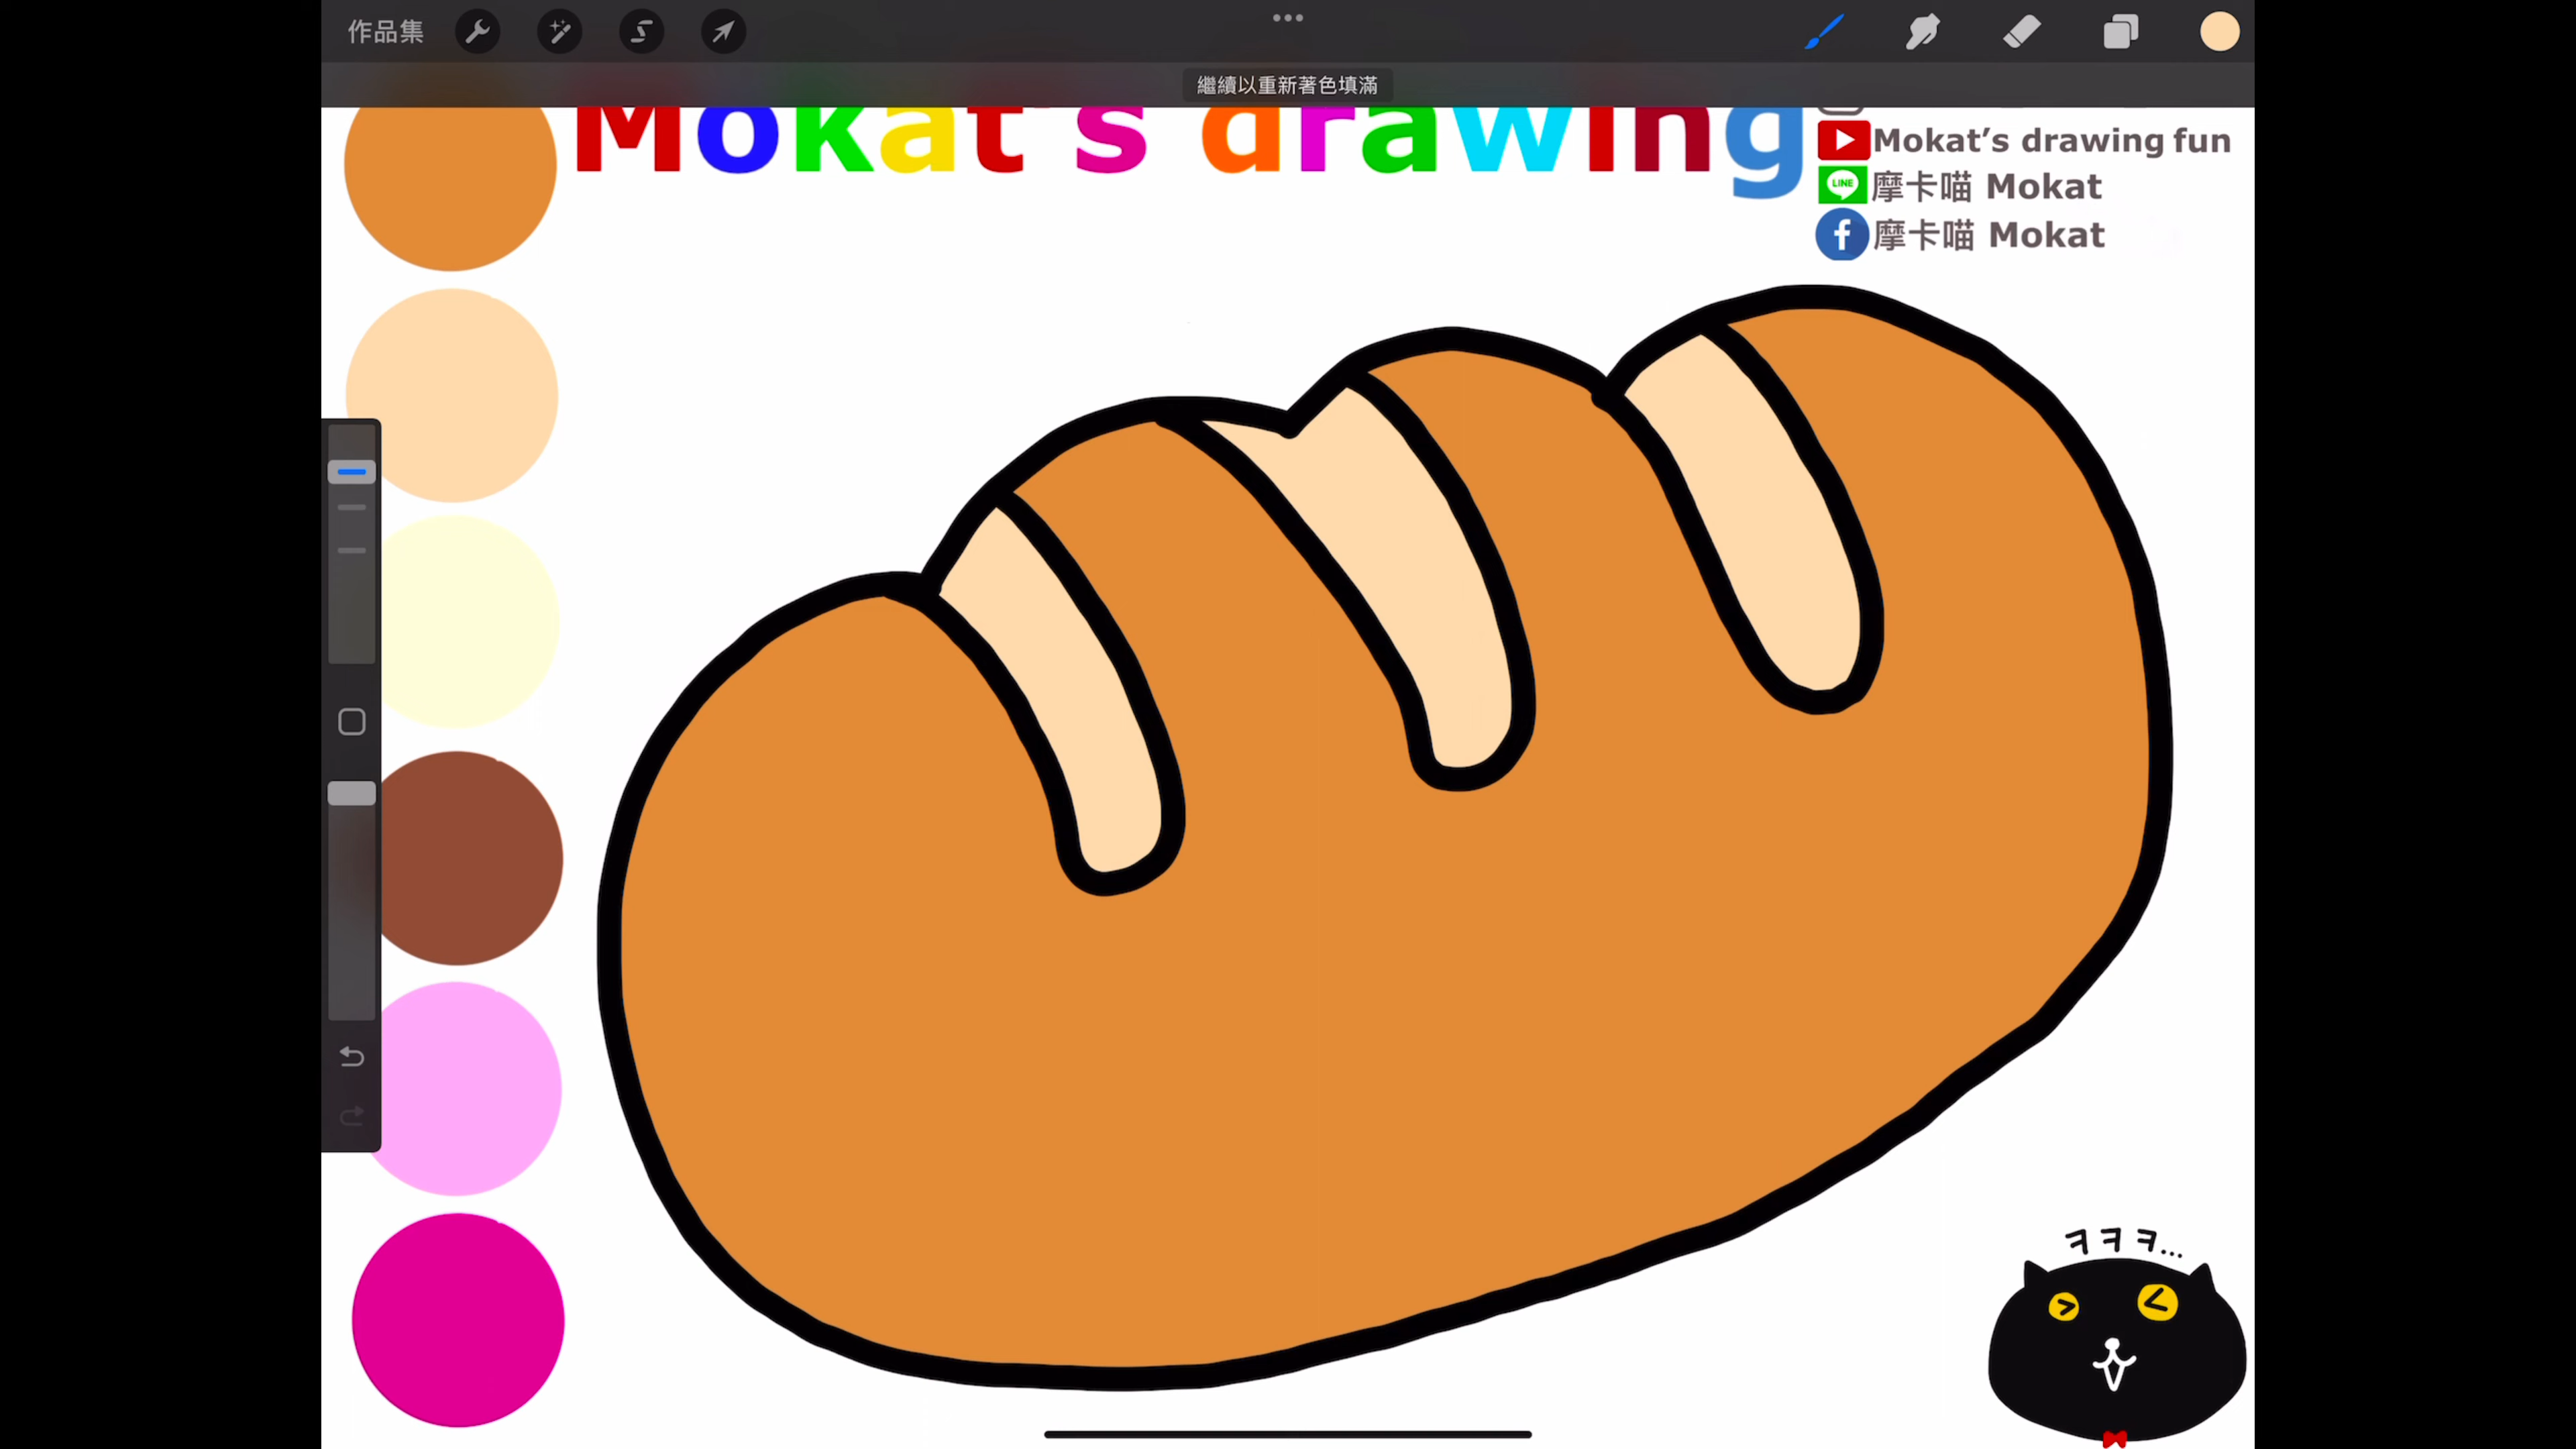 作品集
繼續以重新著色填滿
Mokat's drawing
Mokat’s drawing fun
LINE
摩卡喵 Mokat
f
摩卡喵 Mokat
ㅋㅋㅋ...